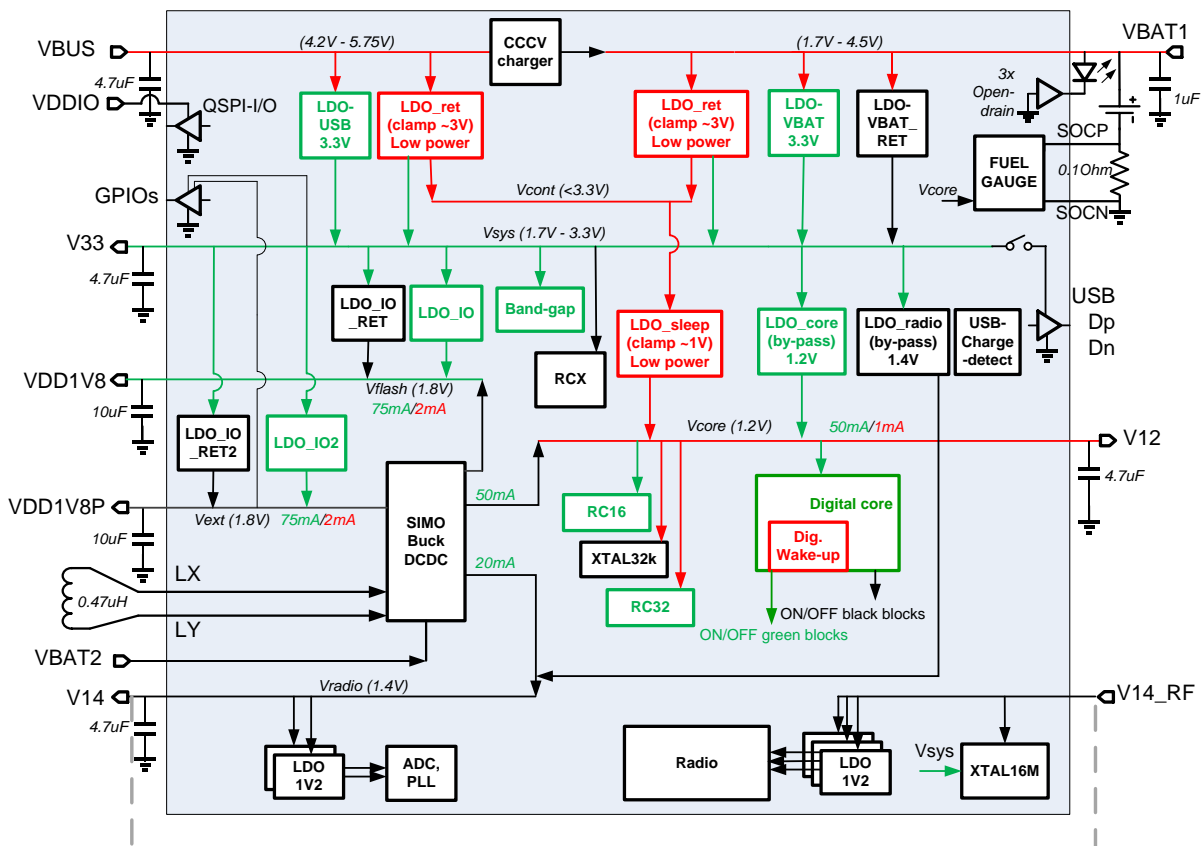 VBUS
(4.2V - 5.75V)
CCCV
charger
(1.7V - 4.5V)
VBAT1
4.7uF
VDDIO
QSPI-I/O
LDO-
USB
3.3V
LDO_ret
(clamp ~3V)
Low power
LDO_ret
(clamp ~3V)
Low power
LDO-
VBAT
3.3V
LDO-
VBAT_
RET
3x
Open-
drain
1uF
SOCP
FUEL
GAUGE
0.1Ohm
SOCN
GPIOs
Vcont (<3.3V)
Vcore
V33
Vsys (1.7V - 3.3V)
4.7uF
LDO_IO
_RET
LDO_IO
Band-gap
LDO_sleep
(clamp ~1V)
Low power
LDO_core
(by-pass)
1.2V
LDO_radio
(by-pass)
1.4V
USB-
Charge
-detect
USB
Dp
Dn
RCX
VDD1V8
Vflash (1.8V)
75mA/2mA
10uF
LDO_IO
_RET2
LDO_IO2
Vcore (1.2V)
50mA/1mA
V12
4.7uF
SIMO
Buck
DCDC
50mA
20mA
RC16
XTAL32k
RC32
Digital core
Dig.
Wake-up
ON/OFF black blocks
ON/OFF green blocks
VDD1V8P
Vext (1.8V)
75mA/2mA
10uF
LX
0.47uH
LY
VBAT2
V14
Vradio (1.4V)
V14_RF
4.7uF
LDO
1V2
ADC,
PLL
Radio
LDO
1V2
Vsys
XTAL16M